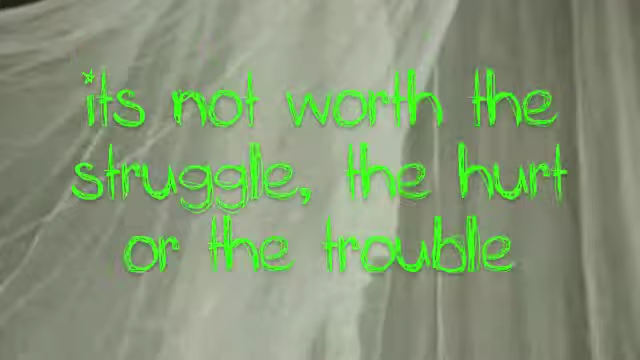 its not worth the
struggle, the hurt
or the trouble